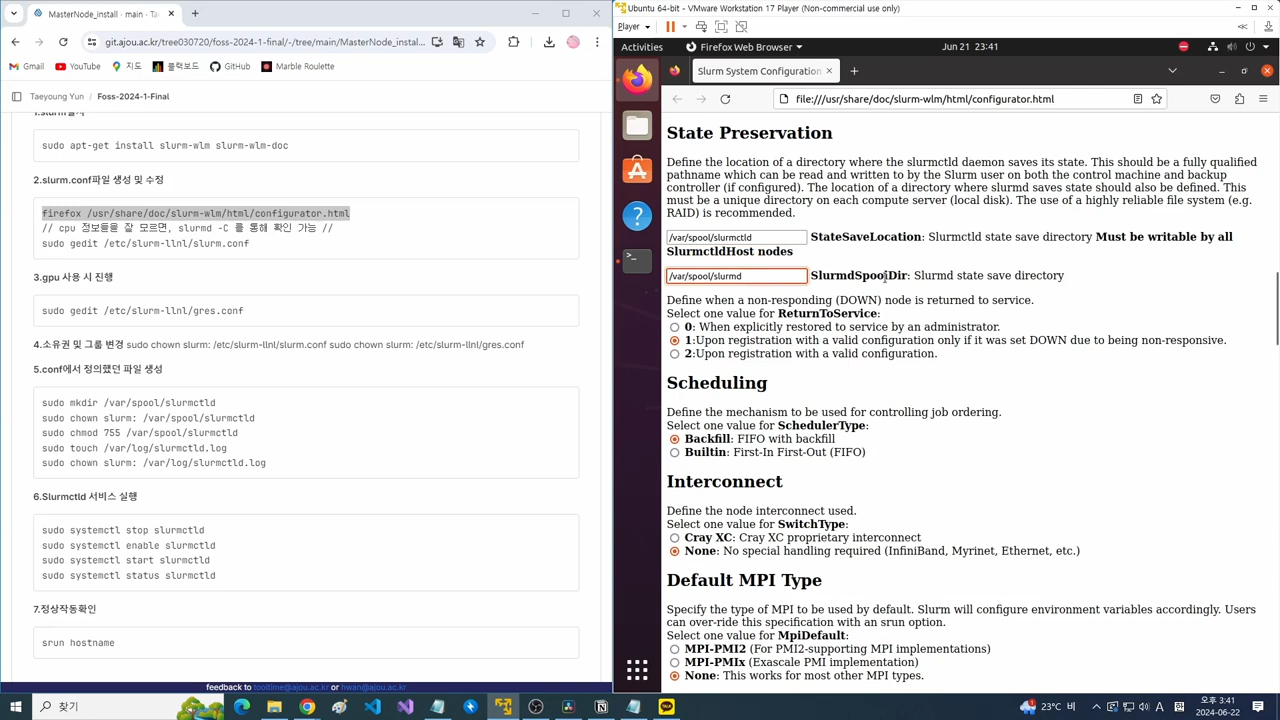 MasterNode_install · main · Ta
git.ajou.ac.kr/tree030720/foss-2024-1-final/-/tree/main/MasterNode_instal...
Gmail
YouTube
지도
블랙보드
GitHub
Marble Roulette
Taeyoung Yun / Foss-2024-1-Final
sudo apt-get install slurm-wlm slurm-wlm-doc
2.slurm.conf파일 생성 및 수정
firefox /usr/share/doc/slurm-wlm/html/configurator.html
// cpu 정보들을 잘 모르면, slurmd -C 를 통해 확인 가능 //
sudo gedit /etc/slurm-llnl/slurm.conf
3.gpu 사용 시 진행
sudo gedit /etc/slurm-llnl/gres.conf
4.소유권 및 그룹 변경 sudo chown slurm: /etc/slurm-llnl/slurm.conf sudo chown slurm: /etc/slurm-llnl/gres.conf
5.conf에서 정의했던 파일 생성
sudo mkdir /var/spool/slurmctld
sudo chown slurm: /var/spool/slurmctld
sudo chmod 755 /var/spool/slurmctld
sudo touch /var/log/slurmctld.log
sudo chown slurm: /var/log/slurmctld.log
6.Slurmctld 서비스 실행
sudo systemctl stop slurmctld
sudo systemctl enable slurmctld
sudo systemctl start slurmctld
sudo systemctl status slurmctld
7.정상작동확인
srun hostname
feedback to tooitime@ajou.ac.kr or hwan@ajou.ac.kr
Ubuntu 64-bit - VMware Workstation 17 Player (Non-commercial use only)
Player
Activities
Firefox Web Browser
Jun 21 23:41
Slurm System Configuration
file:///usr/share/doc/slurm-wlm/html/configurator.html
State Preservation
Define the location of a directory where the slurmctld daemon saves its state. This should be a fully qualified
pathname which can be read and written to by the Slurm user on both the control machine and backup
controller (if configured). The location of a directory where slurmd saves state should also be defined. This
must be a unique directory on each compute server (local disk). The use of a highly reliable file system (e.g.
RAID) is recommended.
/var/spool/slurmctld StateSaveLocation: Slurmctld state save directory Must be writable by all
SlurmctldHost nodes
/var/spool/slurmd SlurmdSpoolDir: Slurmd state save directory
Define when a non-responding (DOWN) node is returned to service.
Select one value for ReturnToService:
0: When explicitly restored to service by an administrator.
1:Upon registration with a valid configuration only if it was set DOWN due to being non-responsive.
2:Upon registration with a valid configuration.
Scheduling
Define the mechanism to be used for controlling job ordering.
Select one value for SchedulerType:
Backfill: FIFO with backfill
Builtin: First-In First-Out (FIFO)
Interconnect
Define the node interconnect used.
Select one value for SwitchType:
Cray XC: Cray XC proprietary interconnect
None: No special handling required (InfiniBand, Myrinet, Ethernet, etc.)
Default MPI Type
Specify the type of MPI to be used by default. Slurm will configure environment variables accordingly. Users
can over-ride this specification with an srun option.
Select one value for MpiDefault:
MPI-PMI2 (For PMI2-supporting MPI implementations)
MPI-PMIx (Exascale PMI implementation)
None: This works for most other MPI types.
찾기
23°C 비
A
오후 3:41
2024-06-22